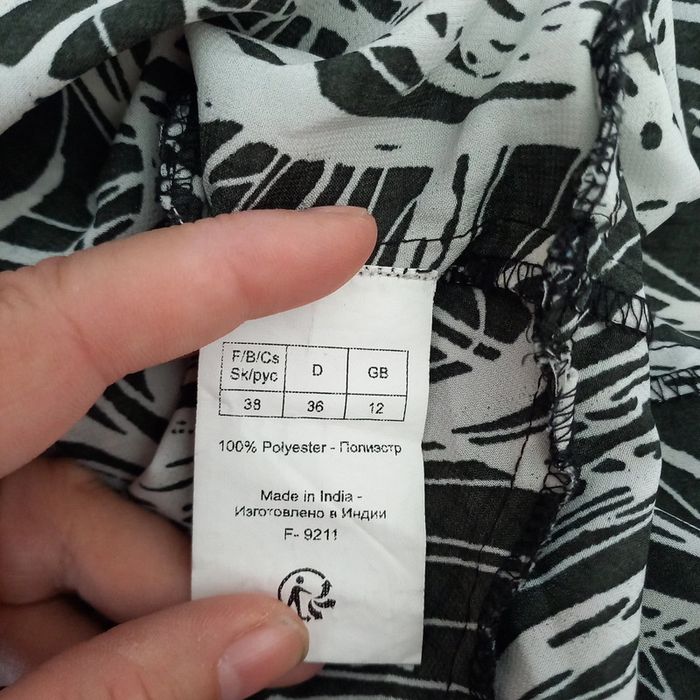 F/B/Cs D GB
Sk/рус
38 36 12
100% Polyester - Полиэстр
Made in India -
Изготовлено в Индии
F- 9211